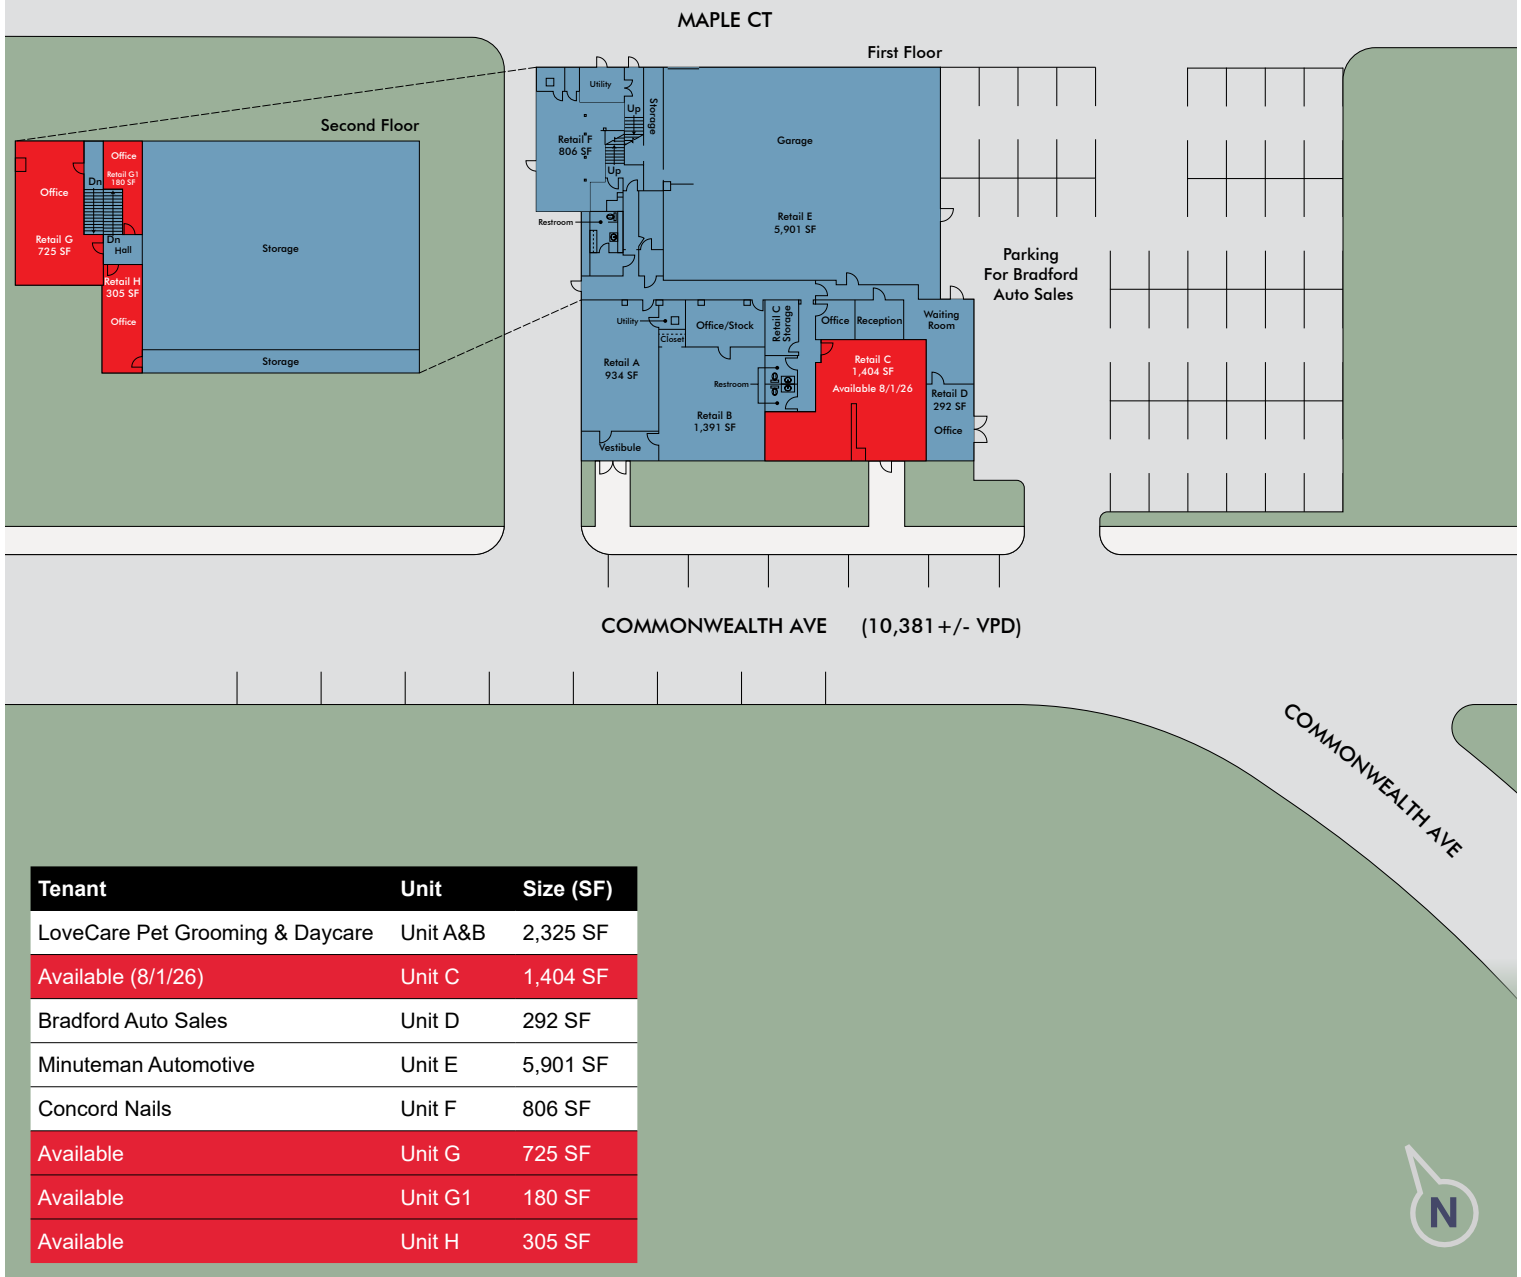 MAPLE CT
First Floor
Second Floor
Utility
Up
Storage
Retail F
806 SF
Up
Garage
Retail E
5,901 SF
Restroom
Office
Retail G1
180 SF
Dn
Office
Retail G
725 SF
Dn
Hall
Retail H
305 SF
Office
Storage
Storage
Parking
For Bradford
Auto Sales
Utility
Closet
Office/Stock
Retail C
Storage
Office
Reception
Waiting
Room
Retail A
934 SF
Restroom
Retail C
1,404 SF
Available 8/1/26
Retail B
1,391 SF
Retail D
292 SF
Office
Vestibule
COMMONWEALTH AVE (10,381+/- VPD)
COMMONWEALTH AVE
Tenant Unit Size (SF)
LoveCare Pet Grooming & Daycare Unit A&B 2,325 SF
Available (8/1/26) Unit C 1,404 SF
Bradford Auto Sales Unit D 292 SF
Minuteman Automotive Unit E 5,901 SF
Concord Nails Unit F 806 SF
Available Unit G 725 SF
Available Unit G1 180 SF
Available Unit H 305 SF
N